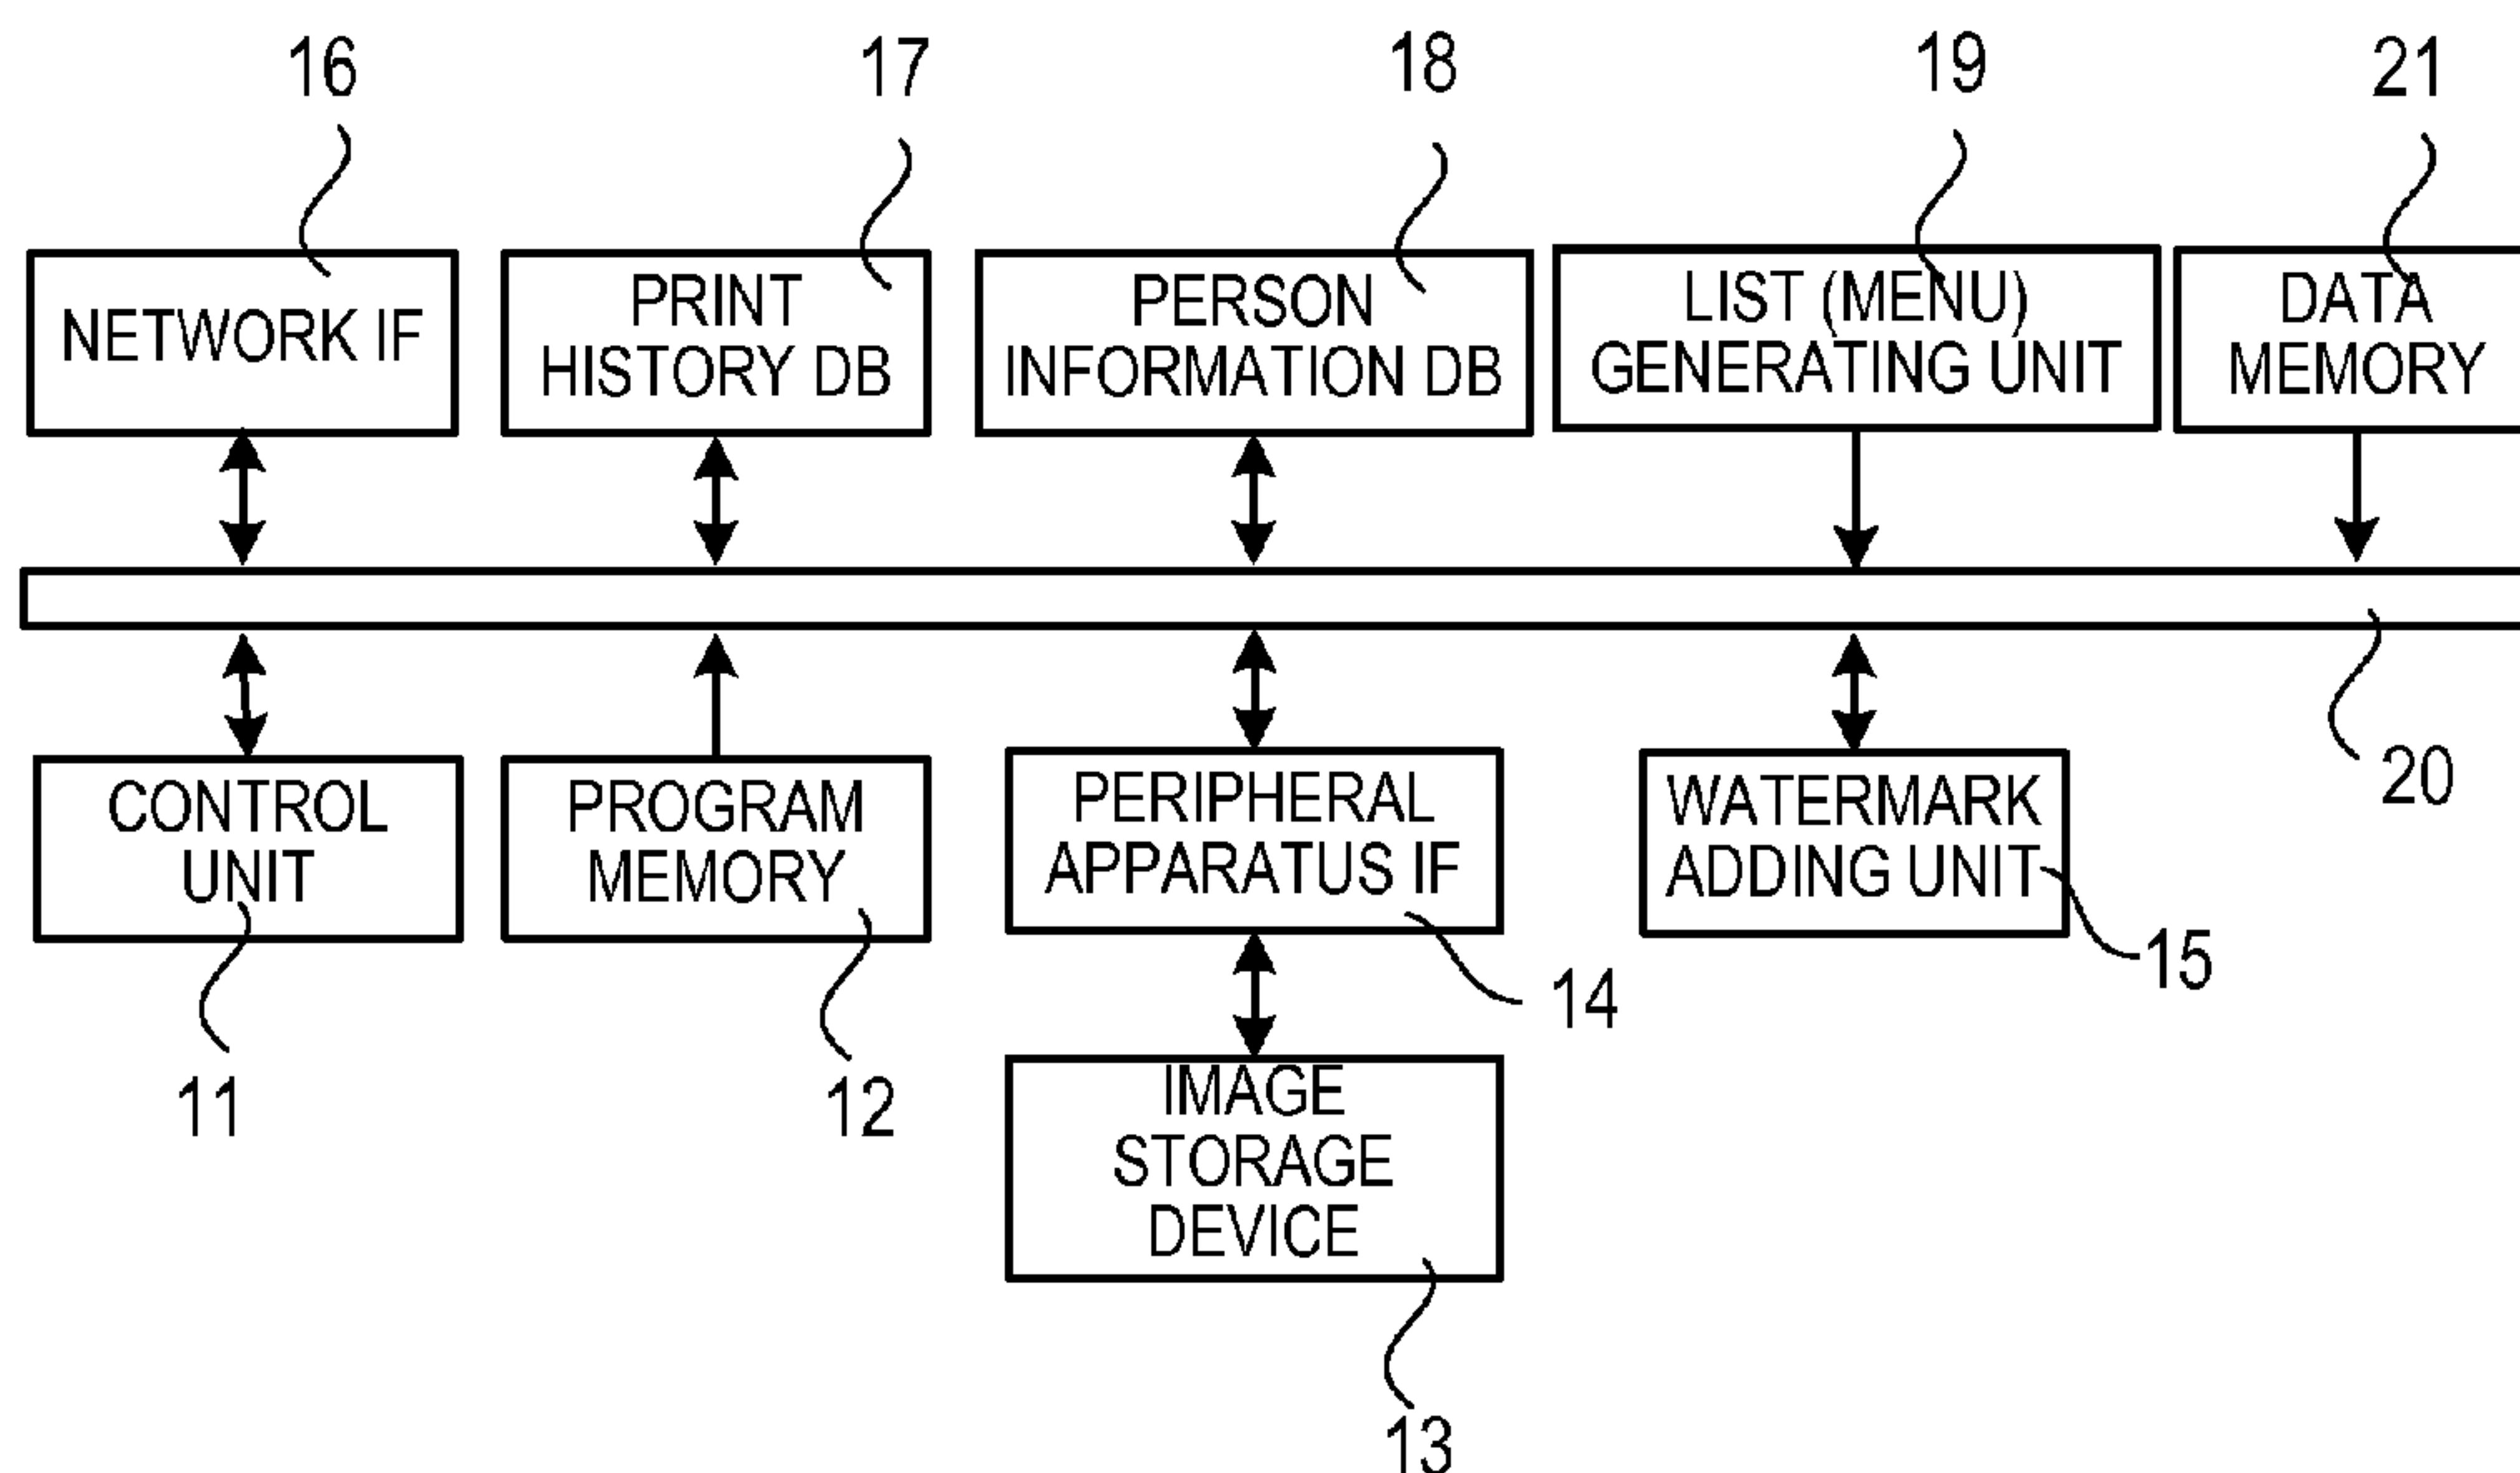 16
17
18
19
21
NETWORK IF
PRINT
HISTORY DB
PERSON
INFORMATION DB
LIST (MENU)
GENERATING UNIT
DATA
MEMORY
20
CONTROL
UNIT
PROGRAM
MEMORY
PERIPHERAL
APPARATUS IF
WATERMARK
ADDING UNIT
15
14
11
12
IMAGE
STORAGE
DEVICE
13